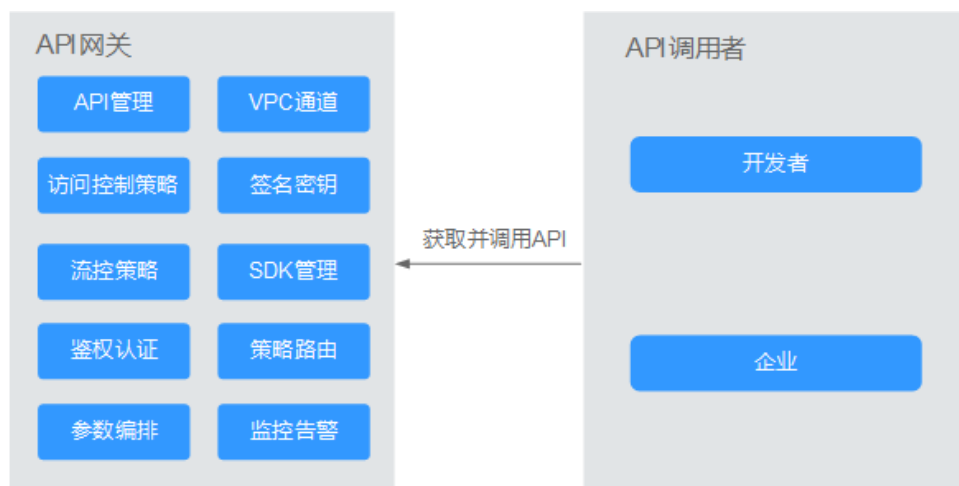 API网关
API管理
VPC通道
访问控制策略
签名密钥
流控策略
SDK管理
鉴权认证
策略路由
参数编排
监控告警
获取并调用API
API调用者
开发者
企业